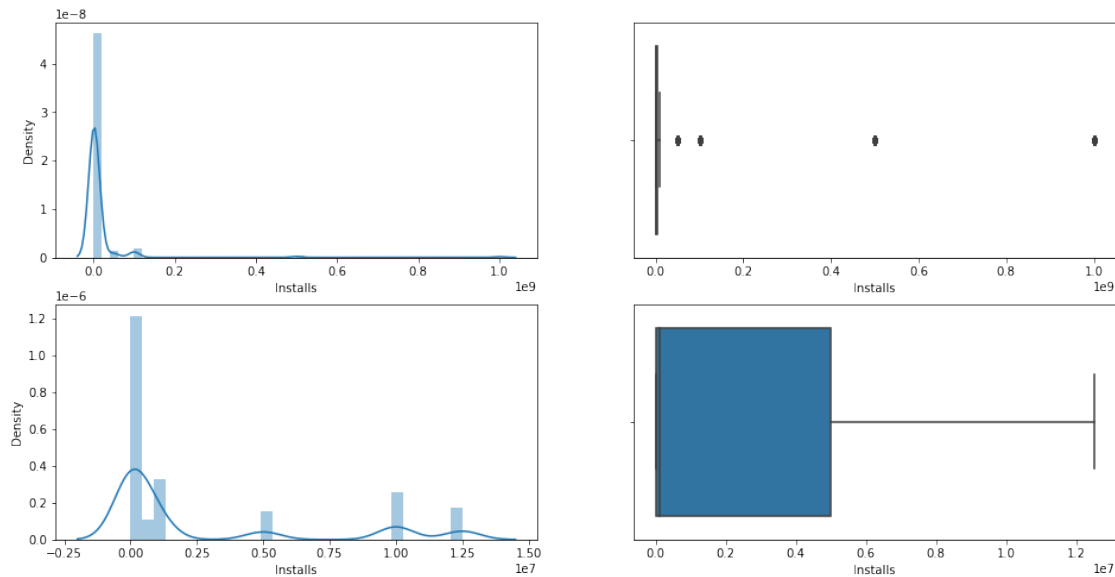 1e−8
4
3
2
1
0
Density
0.0 0.2 0.4 0.6 0.8 1.0
Installs
1e9
0.0 0.2 0.4 0.6 0.8 1.0
Installs
1e9
1e−6
1.2
1.0
0.8
0.6
0.4
0.2
0.0
Density
−0.25 0.00 0.25 0.50 0.75 1.00 1.25 1.50
Installs
1e7
0.0 0.2 0.4 0.6 0.8 1.0 1.2
Installs
1e7